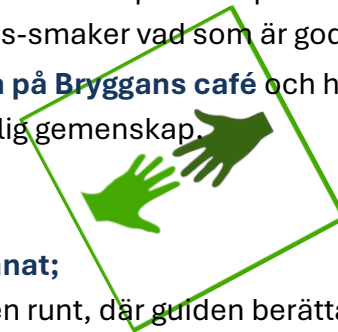 s-smaker vad som är god
på Bryggans café och h
lig gemenskap.
nat;
en runt, där guiden berätta